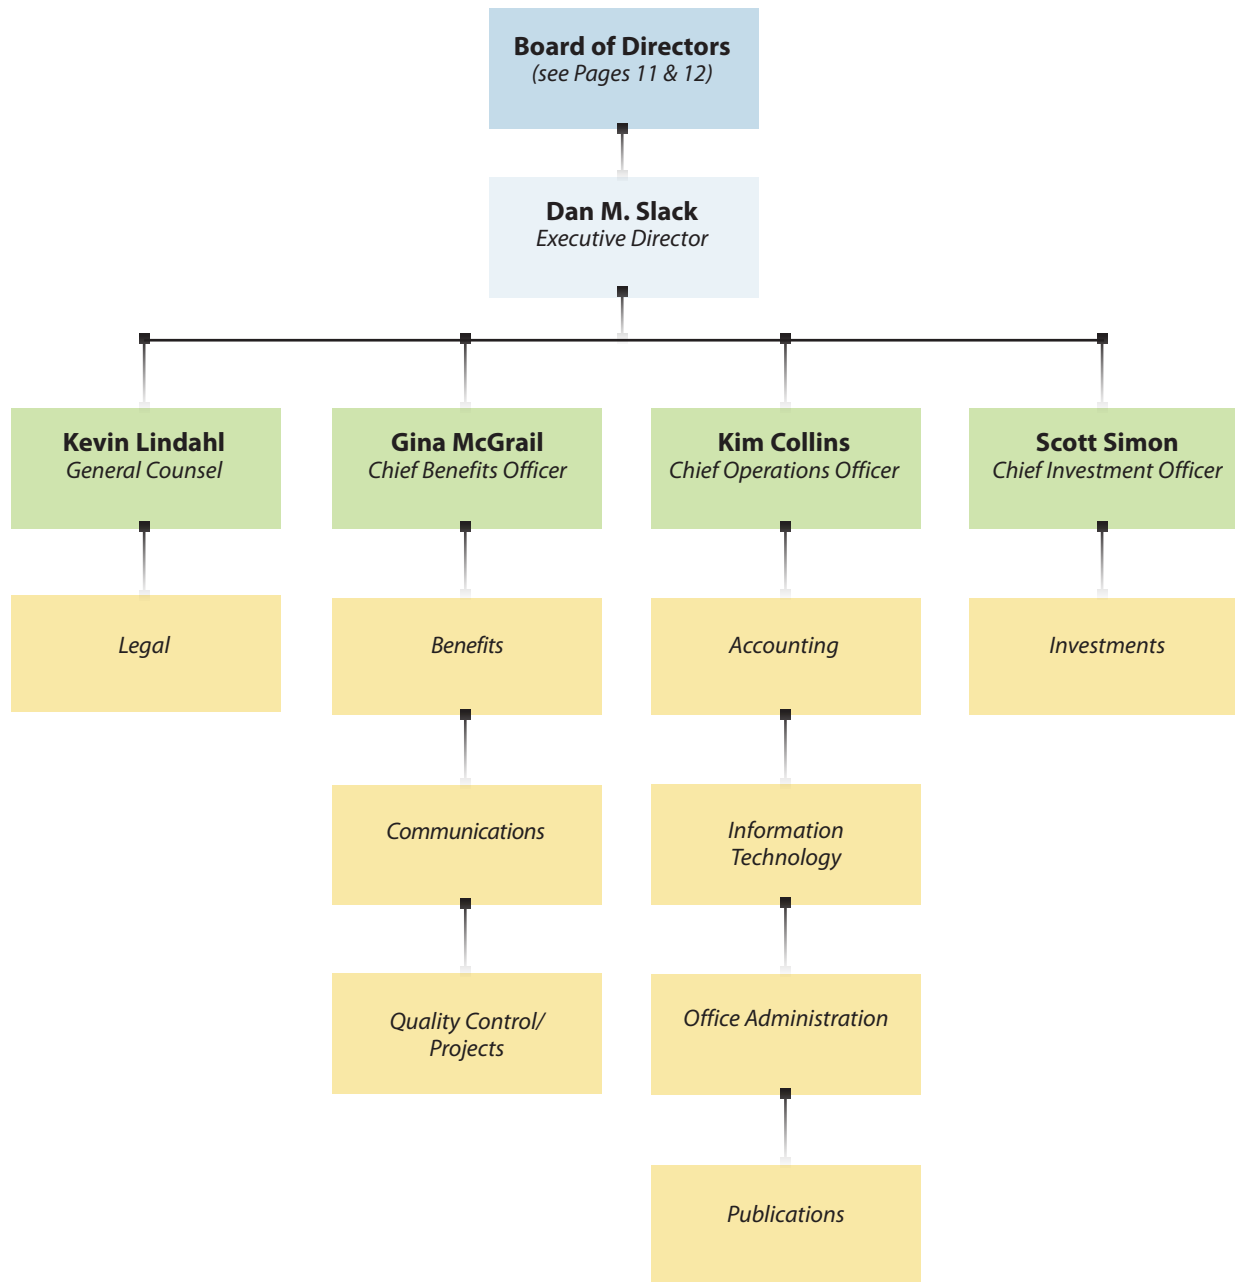 Board of Directors
(see Pages 11 & 12)
Dan M. Slack
Executive Director
Kevin Lindahl
General Counsel
Gina McGrail
Chief Benefits Officer
Kim Collins
Chief Operations Officer
Scott Simon
Chief Investment Officer
Legal
Benefits
Accounting
Investments
Communications
Information
Technology
Quality Control/
Projects
Office Administration
Publications